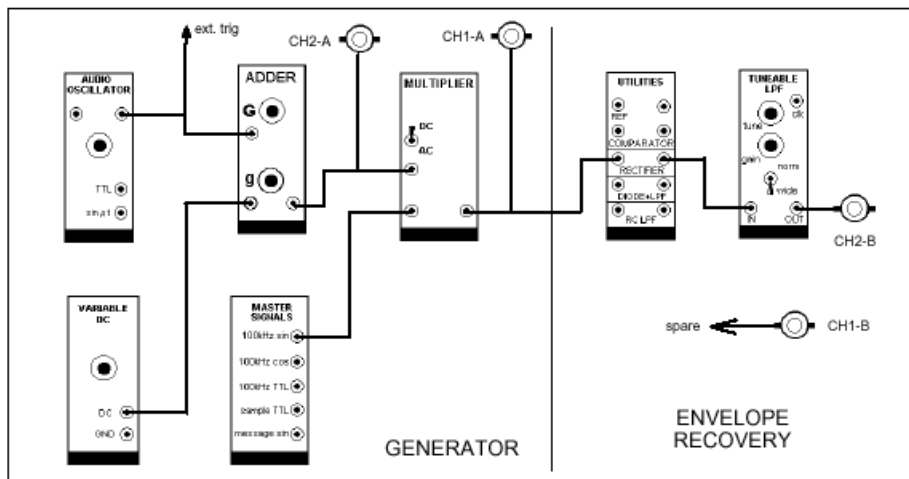 ext. trig
CH2-A
CH1-A
AUDIO
OSCILLATOR
TTL
ADDER
G
g
MULTIPLIER
DC
AC
UTILITIES
REF
COMPARATOR
RECTIFIER
DIODE+LPF
RC LPF
TUNEABLE
LPF
clk
tune
gain
norm
wide
IN
OUT
CH2-B
VARIABLE
DC
DC
GND
MASTER
SIGNALS
100kHz sin
100kHz cos
100kHz TTL
sample TTL
message sin
spare
CH1-B
GENERATOR
ENVELOPE
RECOVERY